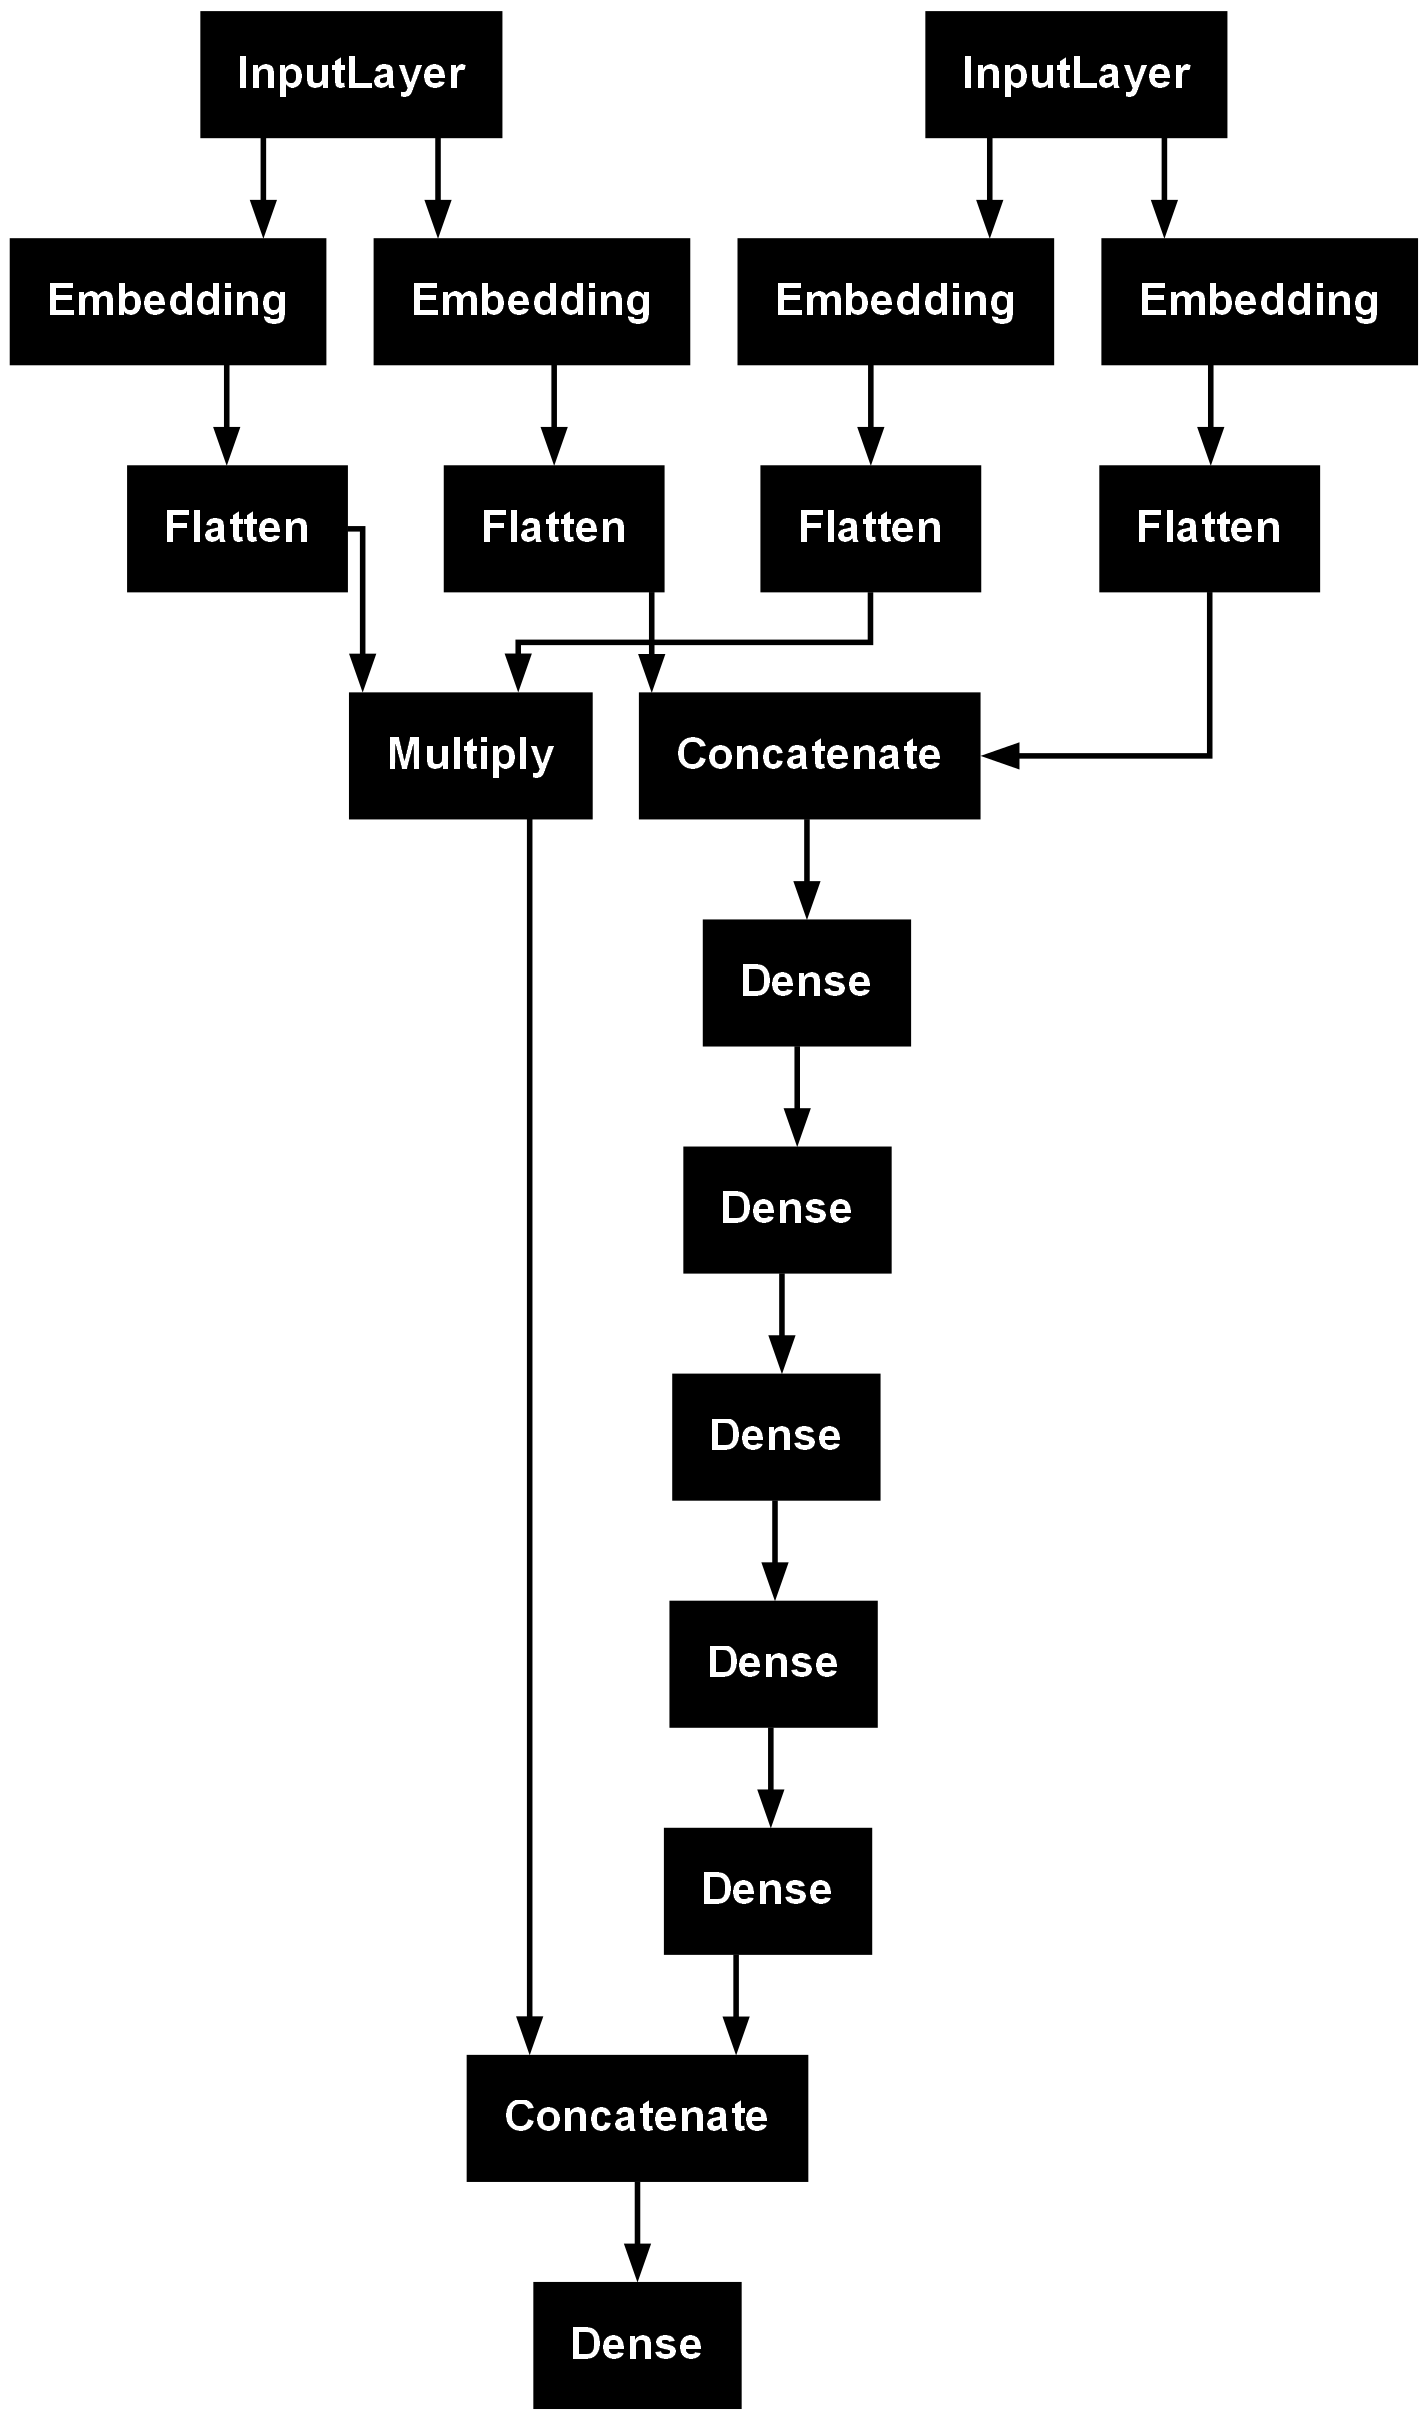 InputLayer
InputLayer
Embedding
Embedding
Embedding
Embedding
Flatten
Flatten
Flatten
Flatten
Multiply
Concatenate
Dense
Dense
Dense
Dense
Dense
Concatenate
Dense